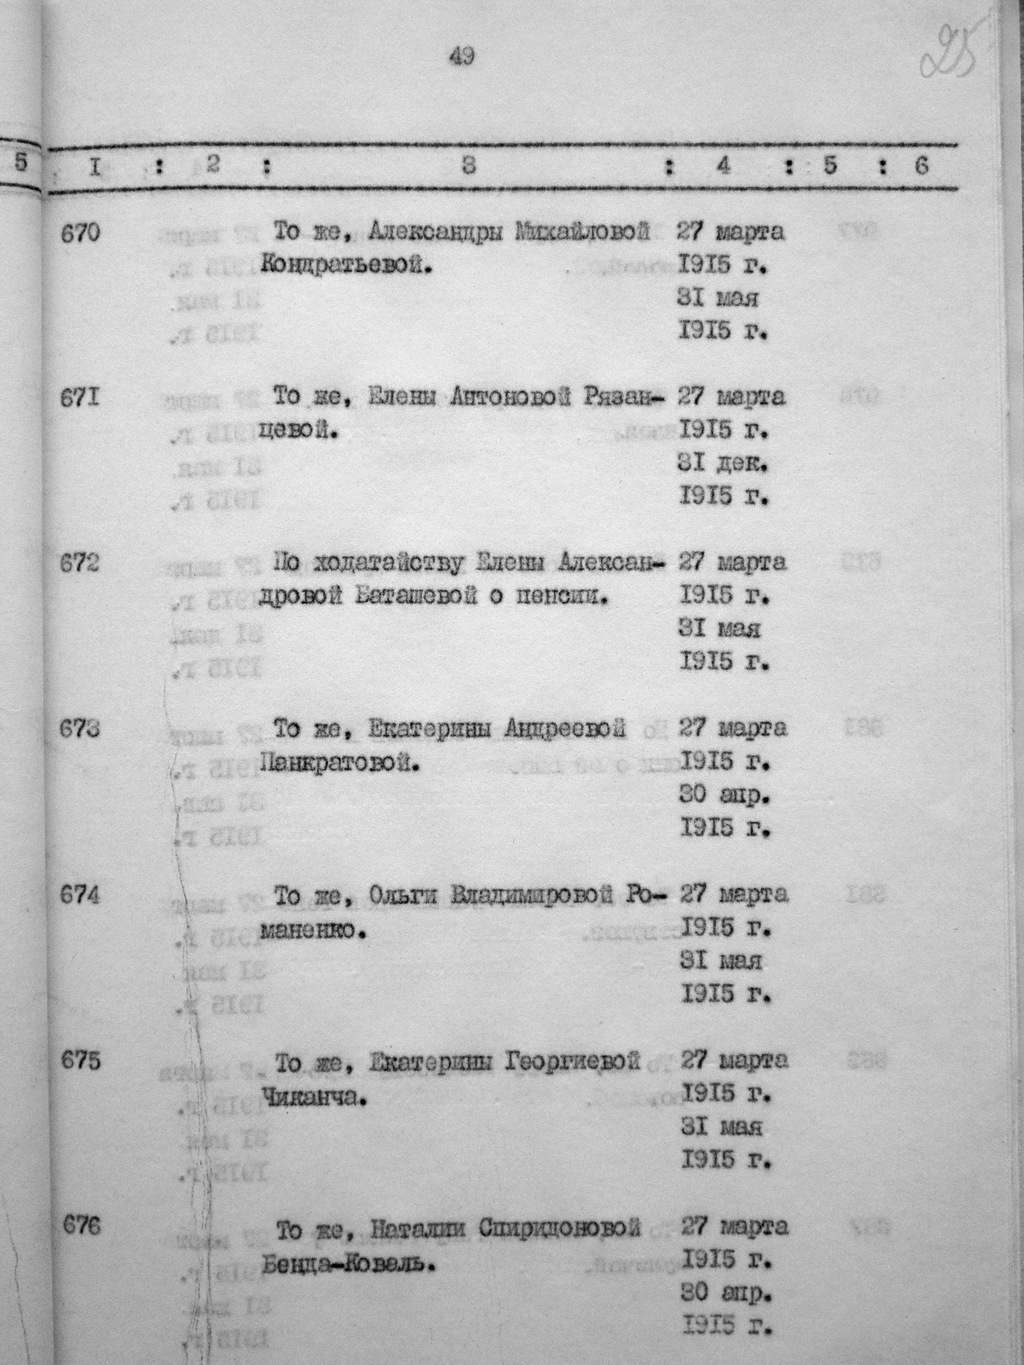 49
25
5
I : 2 : 3 : 4 : 5 : 6
670 То же, Александры Михайловой 27 марта
Кондратьевой. 1915 г.
31 мая
1915 г.
671 То же, Елены Антоновой Рязан- 27 марта
цевой. 1915 г.
31 дек.
1915 г.
672 По ходатайству Елены Алексан- 27 марта
дровой Баташевой о пенсии. 1915 г.
31 мая
1915 г.
673 То же, Екатерины Андреевой 27 марта
Панкратовой. 1915 г.
30 апр.
1915 г.
674 То же, Ольги Владимировой Ро- 27 марта
маненко. 1915 г.
31 мая
1915 г.
675 То же, Екатерины Георгиевой 27 марта
Чиканча. 1915 г.
31 мая
1915 г.
676 То же, Наталии Спиридоновой 27 марта
Бенда-Коваль. 1915 г.
30 апр.
1915 г.